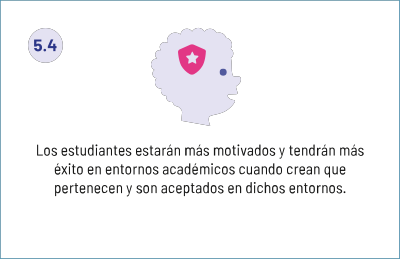 5.4
Los estudiantes estarán más motivados y tendrán más
éxito en entornos académicos cuando crean que
pertenecen y son aceptados en dichos entornos.